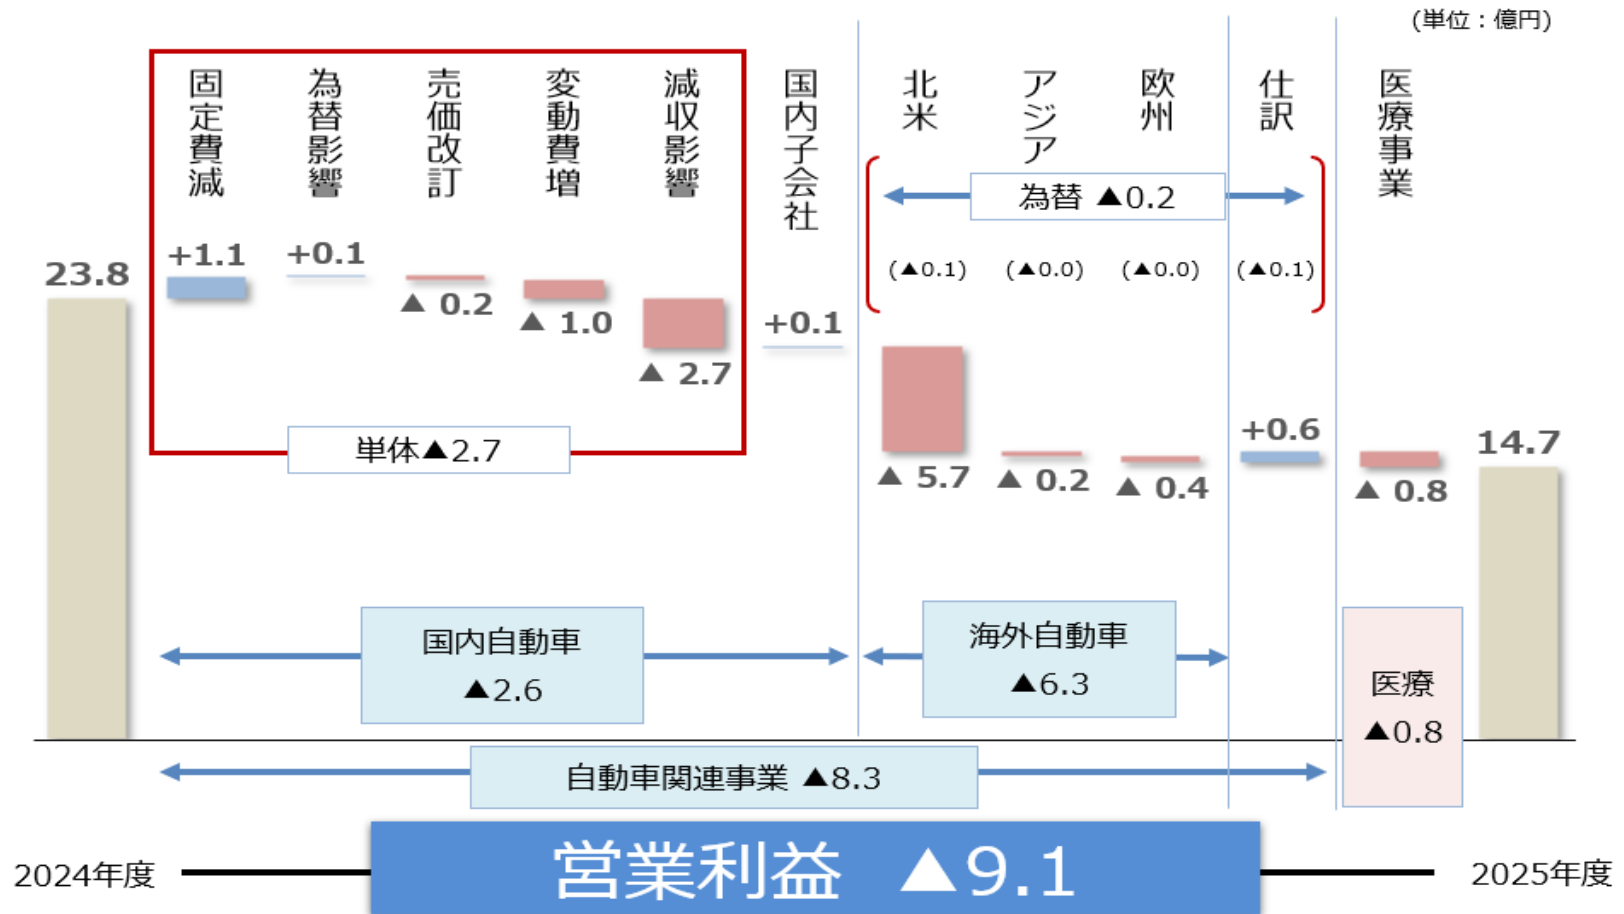 (単位：億円)
固定費減
為替影響
売価改訂
変動費増
減収影響
国内子会社
北米
アジア
欧州
仕訳
医療事業
為替 ▲0.2
(▲0.1)
(▲0.0)
(▲0.0)
(▲0.1)
23.8
+1.1
+0.1
▲ 0.2
▲ 1.0
▲ 2.7
+0.1
▲ 5.7
▲ 0.2
▲ 0.4
+0.6
▲ 0.8
14.7
単体▲2.7
国内自動車
▲2.6
海外自動車
▲6.3
医療
▲0.8
自動車関連事業 ▲8.3
2024年度
営業利益 ▲9.1
2025年度